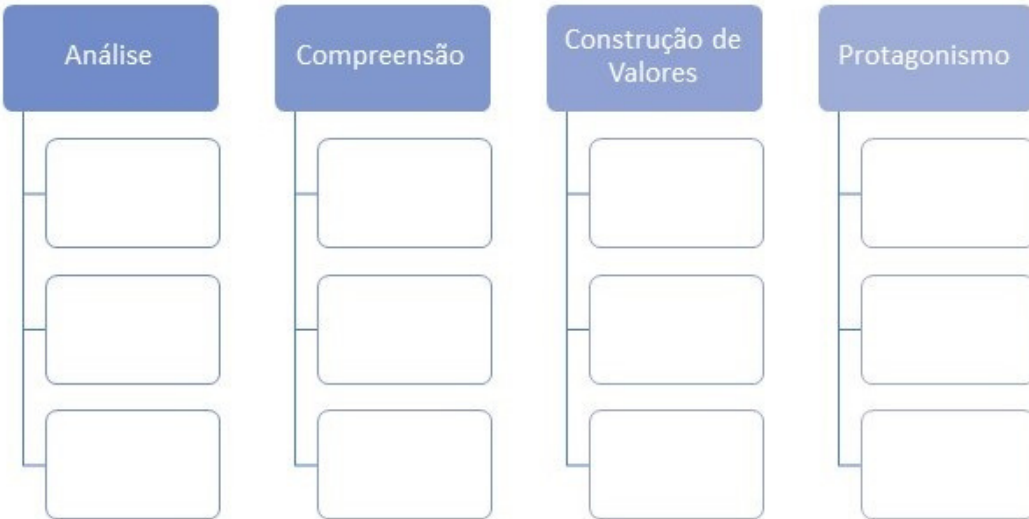 Análise
Compreensão
Construção de
Valores
Protagonismo